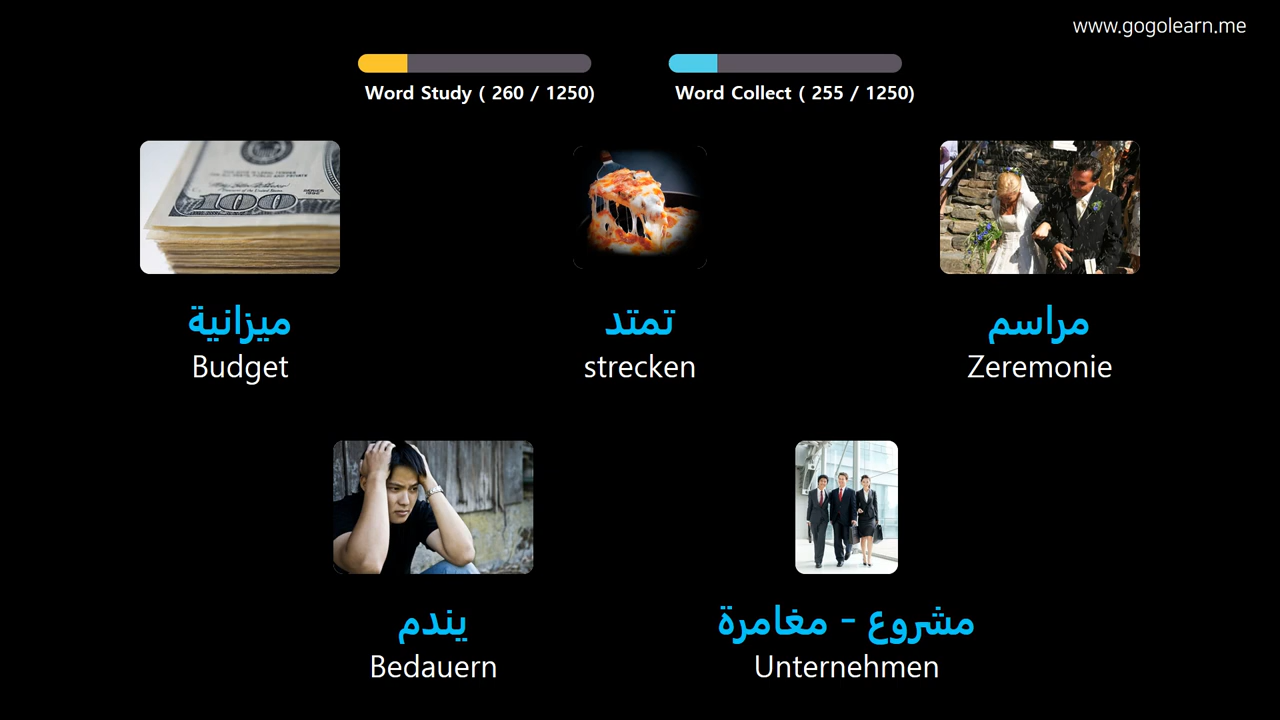 www.gogolearn.me
Word Study ( 260 / 1250)
Word Collect ( 255 / 1250)
100
ميزانية
Budget
تمتد
strecken
مراسم
Zeremonie
يندم
Bedauern
مشروع - مغامرة
Unternehmen